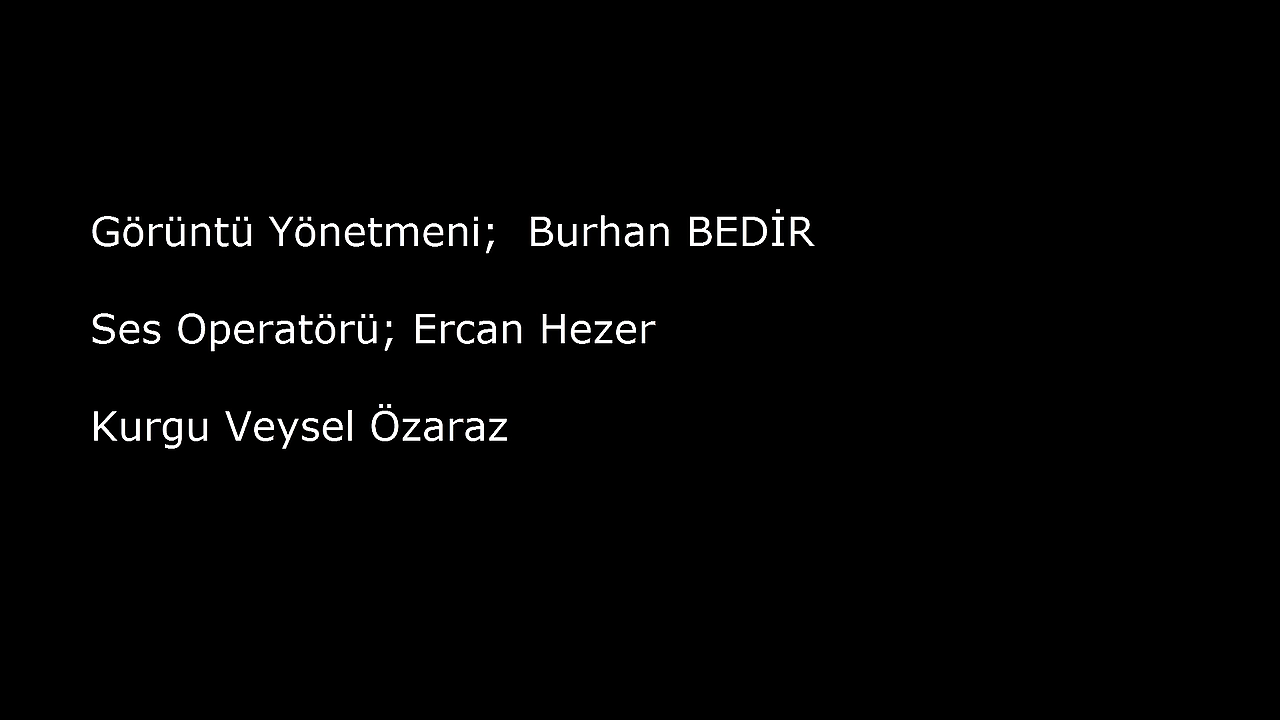 Görüntü Yönetmeni;  Burhan BEDİR
Ses Operatörü; Ercan Hezer
Kurgu Veysel Özaraz